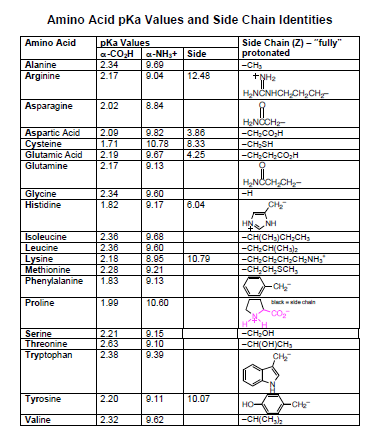 Amino Acid pKa Values and Side Chain Identities
Amino Acid pKa Values Side Chain (Z) – "fully"
α-CO₂H α-NH₃+ Side protonated
Alanine 2.34 9.69 –CH₃
Arginine 2.17 9.04 12.48 +NH₂
H₂NCNHCH₂CH₂CH₂–
Asparagine 2.02 8.84 O
H₂NCCH₂–
Aspartic Acid 2.09 9.82 3.86 –CH₂CO₂H
Cysteine 1.71 10.78 8.33 –CH₂SH
Glutamic Acid 2.19 9.67 4.25 –CH₂CH₂CO₂H
Glutamine 2.17 9.13 O
H₂NCCH₂CH₂–
Glycine 2.34 9.60 –H
Histidine 1.82 9.17 6.04 CH₂–
HN + NH
Isoleucine 2.36 9.68 –CH(CH₃)CH₂CH₃
Leucine 2.36 9.60 –CH₂CH(CH₃)₂
Lysine 2.18 8.95 10.79 –CH₂CH₂CH₂CH₂NH₃⁺
Methionine 2.28 9.21 –CH₂CH₂SCH₃
Phenylalanine 1.83 9.13 –CH₂–
Proline 1.99 10.60 black = side chain
CO₂⁻
N +
H H
Serine 2.21 9.15 –CH₂OH
Threonine 2.63 9.10 –CH(OH)CH₃
Tryptophan 2.38 9.39 CH₂–
N
H
Tyrosine 2.20 9.11 10.07 HO– –CH₂–
Valine 2.32 9.62 –CH(CH₃)₂